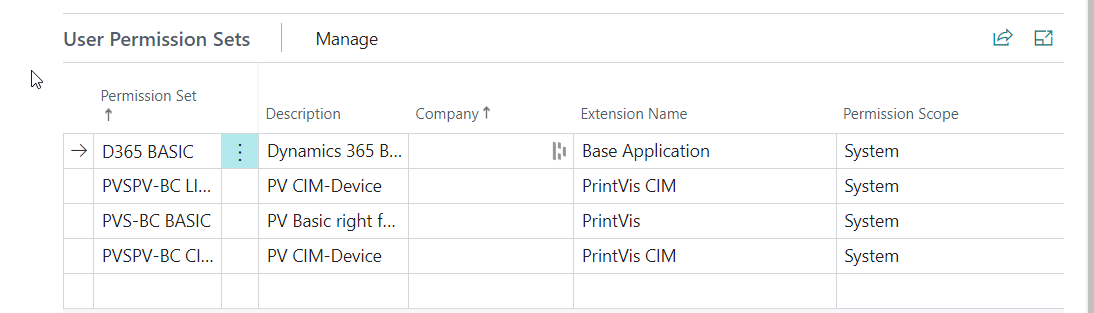 User Permission Sets Manage
Permission Set
↑ Description Company ↑ Extension Name Permission Scope
→ D365 BASIC ⋮ Dynamics 365 B... Base Application System
PVSPV-BC LI... PV CIM-Device PrintVis CIM System
PVS-BC BASIC PV Basic right f... PrintVis System
PVSPV-BC CI... PV CIM-Device PrintVis CIM System